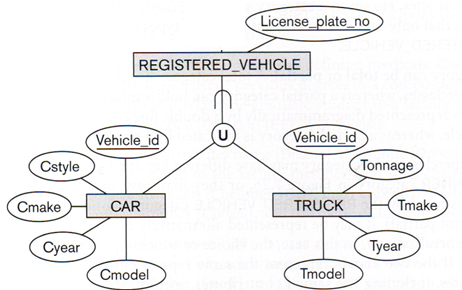 License_plate_no
REGISTERED_VEHICLE
U
Vehicle_id
Vehicle_id
Cstyle
Tonnage
Cmake
CAR
TRUCK
Tmake
Cyear
Tyear
Cmodel
Tmodel